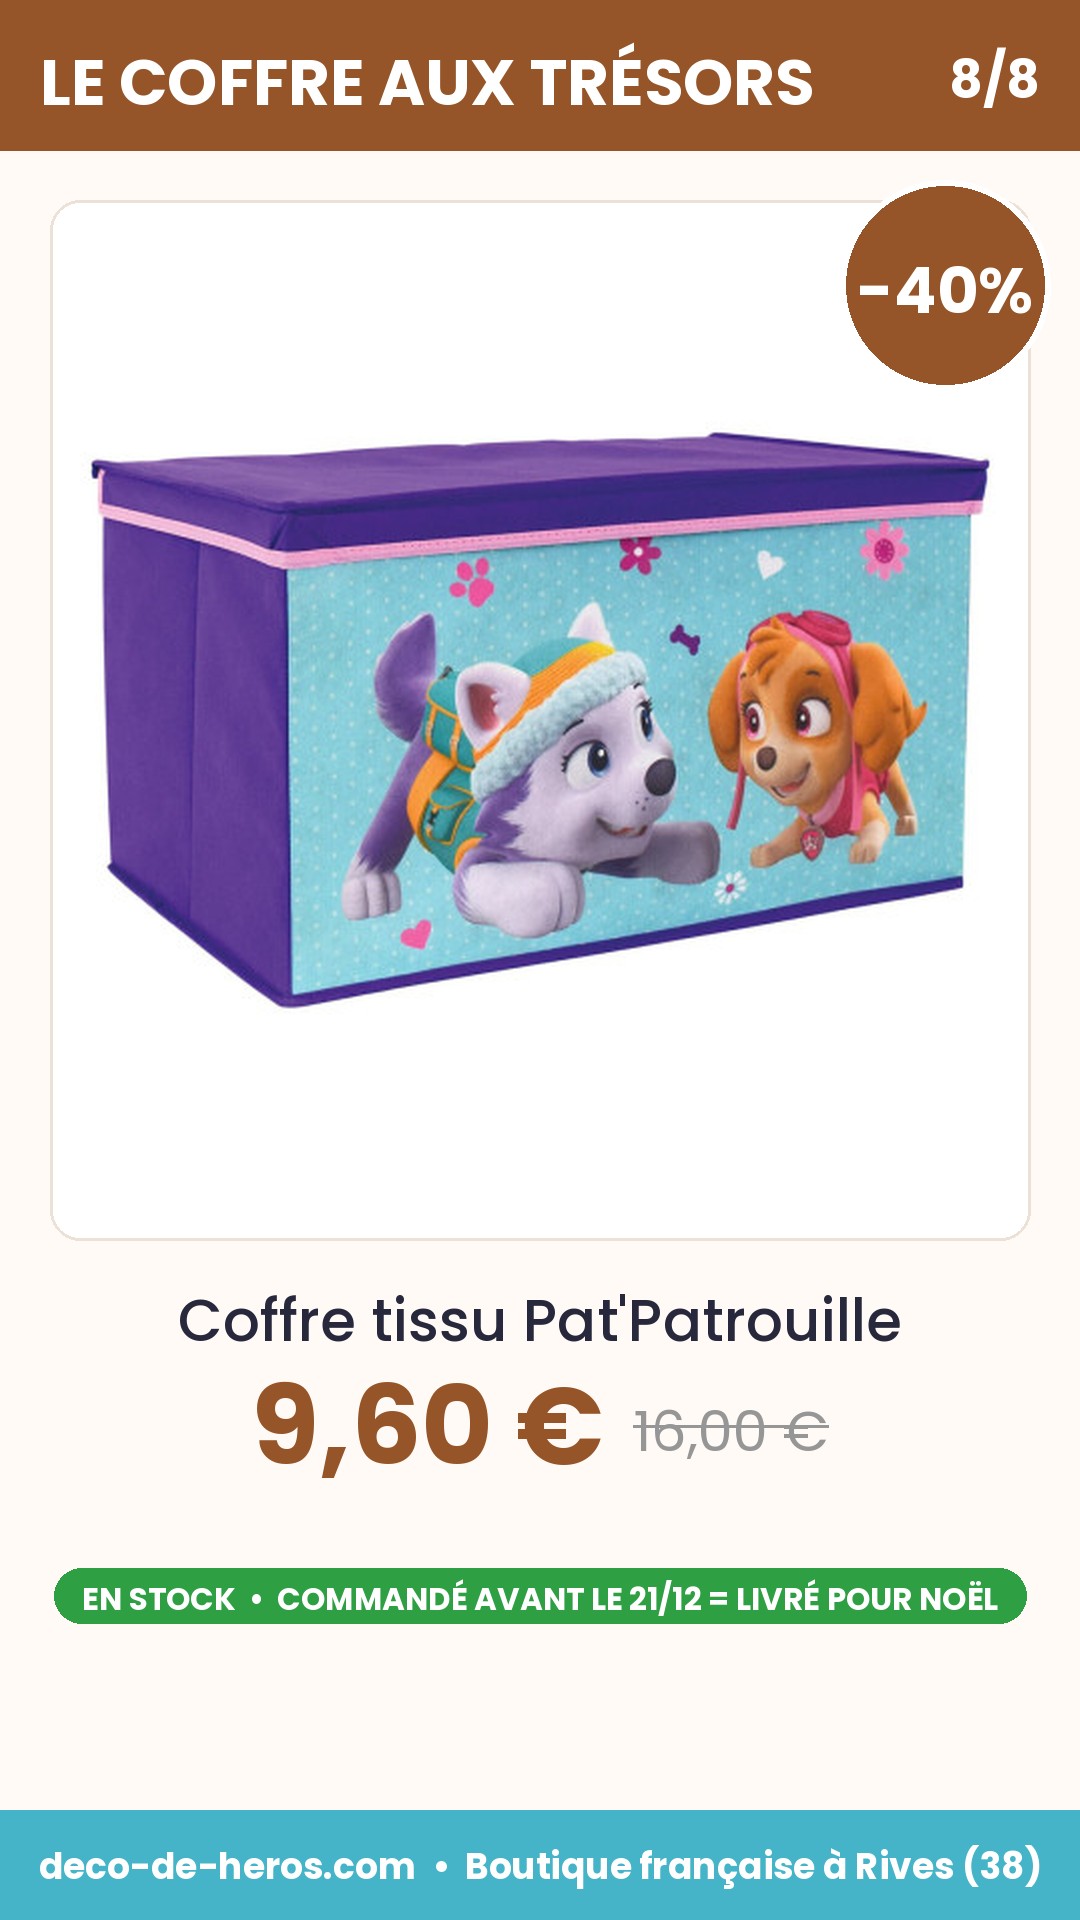 LE COFFRE AUX TRÉSORS
8/8
-40%
Coffre tissu Pat'Patrouille
9,60 € 16,00 €
EN STOCK • COMMANDÉ AVANT LE 21/12 = LIVRÉ POUR NOËL
deco-de-heros.com • Boutique française à Rives (38)